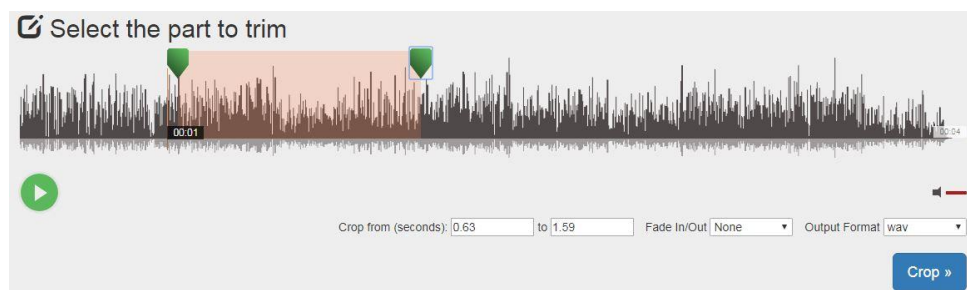 Select the part to trim
00:01
00:04
Crop from (seconds): 0.63 to 1.59 Fade In/Out None Output Format wav
Crop »